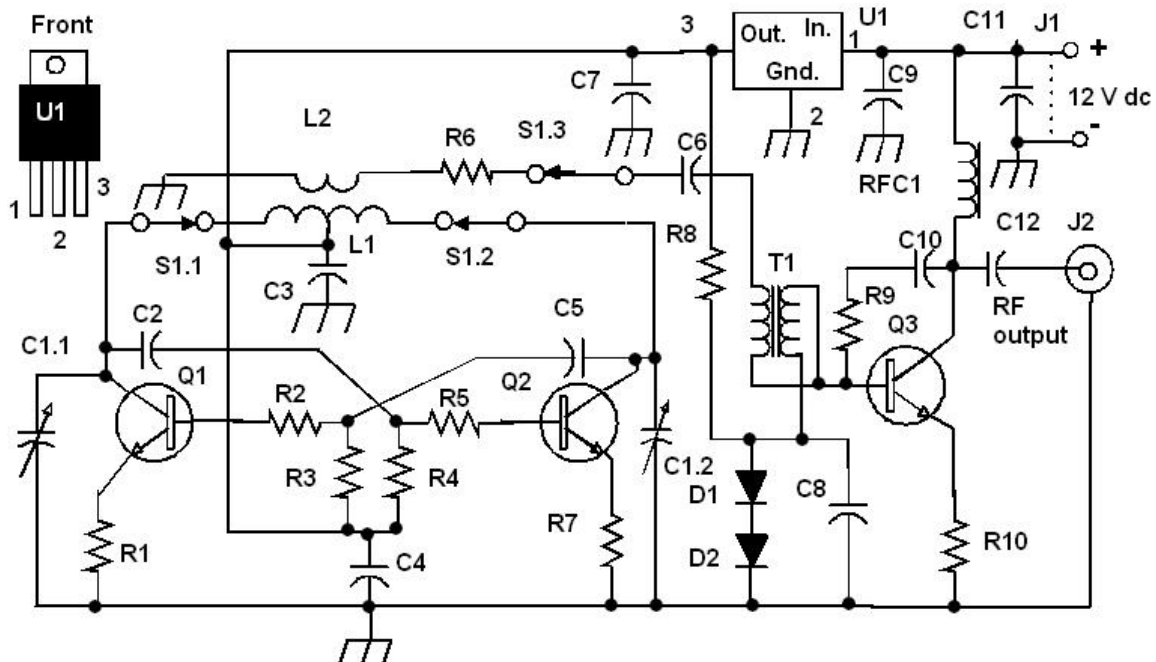 Front
U1
1
2
3
3
Out. In.
Gnd.
U1
1
2
C11
J1
+
12 V dc
-
C7
C9
L2
R6
S1.3
C6
RFC1
S1.1
L1
S1.2
R8
C3
T1
C10
C12
J2
C2
C5
R9
RF
output
C1.1
Q1
Q2
Q3
R2
R5
R3
R4
C1.2
D1
C8
R1
R7
D2
R10
C4